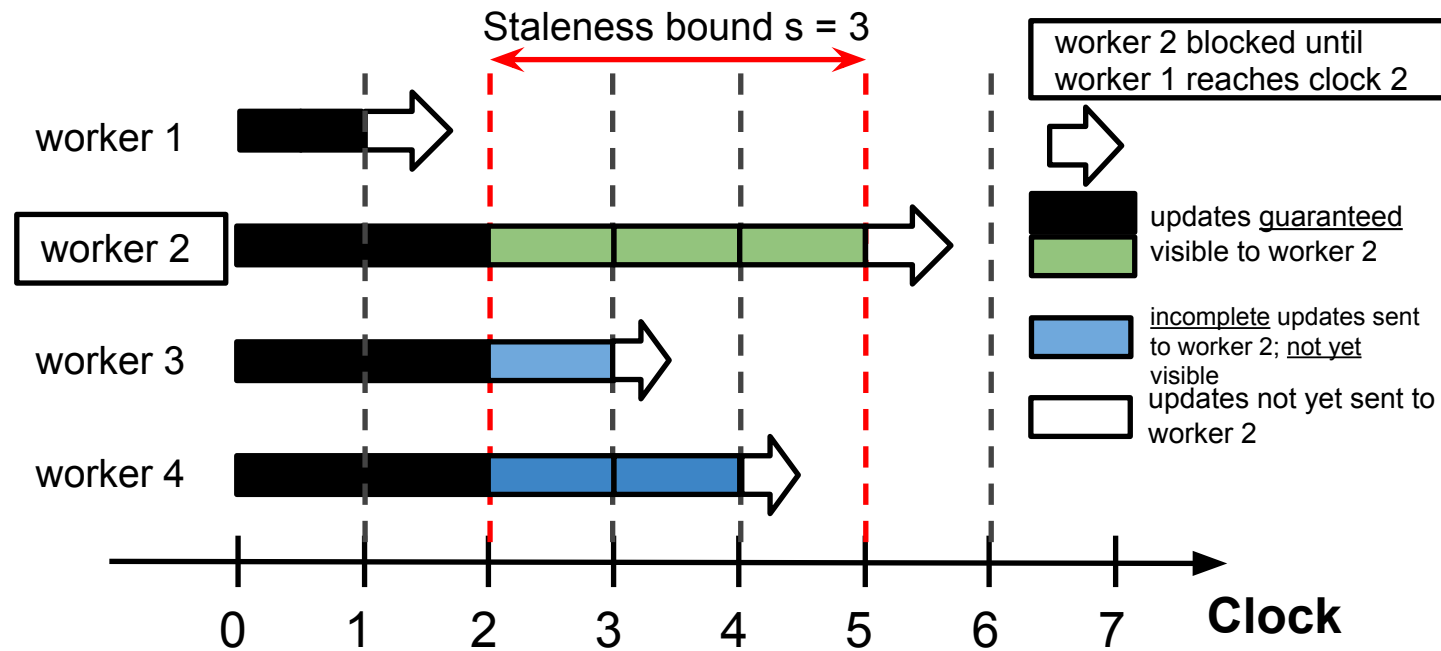 Staleness bound s = 3
worker 2 blocked until
worker 1 reaches clock 2
worker 1
worker 2
worker 3
worker 4
updates guaranteed
visible to worker 2
incomplete updates sent
to worker 2; not yet
visible
updates not yet sent to
worker 2
0 1 2 3 4 5 6 7 Clock